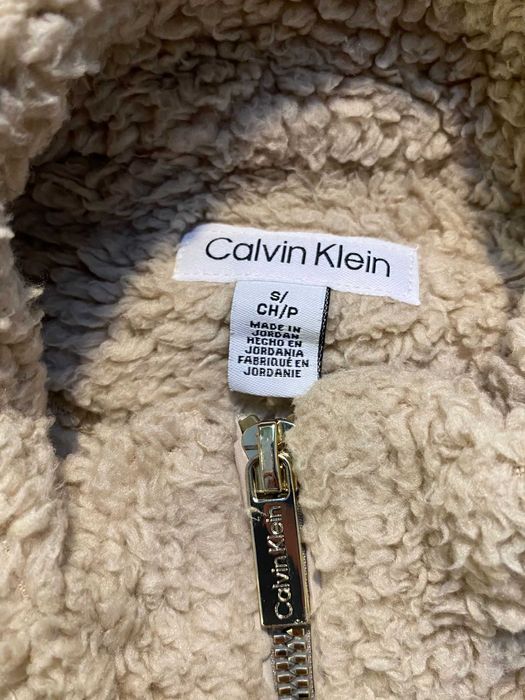 Calvin Klein
S/
CH/P
MADE IN
JORDAN
HECHO EN
JORDANIA
FABRIQUÉ EN
JORDANIE
Calvin Klein